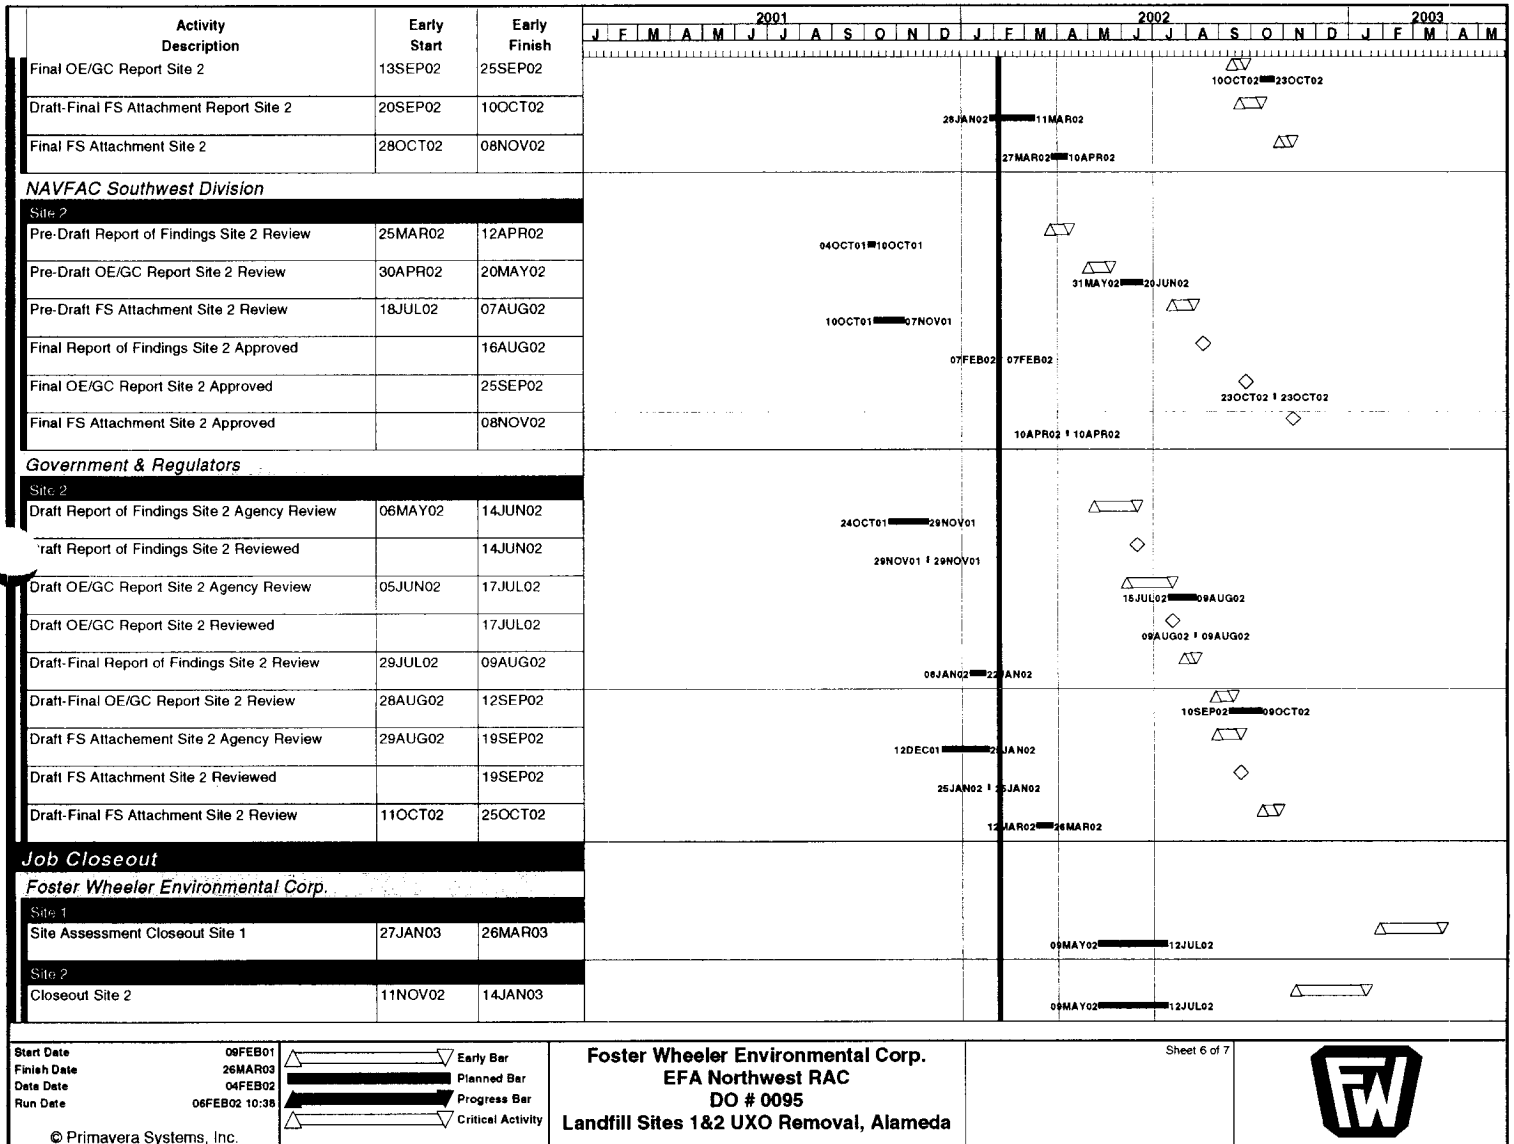 Activity Description Early Start Early Finish
2001 2002 2003
J F M A M J J A S O N D J F M A M J J A S O N D J F M A M
Final OE/GC Report Site 2 13SEP02 25SEP02
10OCT02 23OCT02
Draft-Final FS Attachment Report Site 2 20SEP02 10OCT02
28JAN02 11MAR02
Final FS Attachment Site 2 28OCT02 08NOV02
27MAR02 10APR02
NAVFAC Southwest Division
Site 2
Pre-Draft Report of Findings Site 2 Review 25MAR02 12APR02
04OCT01 10OCT01
Pre-Draft OE/GC Report Site 2 Review 30APR02 20MAY02
31MAY02 20JUN02
Pre-Draft FS Attachment Site 2 Review 18JUL02 07AUG02
10OCT01 07NOV01
Final Report of Findings Site 2 Approved 16AUG02
07FEB02 07FEB02
Final OE/GC Report Site 2 Approved 25SEP02
23OCT02 23OCT02
Final FS Attachment Site 2 Approved 08NOV02
10APR02 10APR02
Government & Regulators
Site 2
Draft Report of Findings Site 2 Agency Review 06MAY02 14JUN02
24OCT01 29NOV01
raft Report of Findings Site 2 Reviewed 14JUN02
29NOV01 29NOV01
Draft OE/GC Report Site 2 Agency Review 05JUN02 17JUL02
15JUL02 09AUG02
Draft OE/GC Report Site 2 Reviewed 17JUL02
09AUG02 09AUG02
Draft-Final Report of Findings Site 2 Review 29JUL02 09AUG02
08JAN02 22JAN02
Draft-Final OE/GC Report Site 2 Review 28AUG02 12SEP02
10SEP02 09OCT02
Draft FS Attachement Site 2 Agency Review 29AUG02 19SEP02
12DEC01 25JAN02
Draft FS Attachment Site 2 Reviewed 19SEP02
25JAN02 25JAN02
Draft-Final FS Attachment Site 2 Review 11OCT02 25OCT02
12MAR02 26MAR02
Job Closeout
Foster Wheeler Environmental Corp.
Site 1
Site Assessment Closeout Site 1 27JAN03 26MAR03
09MAY02 12JUL02
Site 2
Closeout Site 2 11NOV02 14JAN03
09MAY02 12JUL02
Start Date 09FEB01
Finish Date 26MAR03
Data Date 04FEB02
Run Date 06FEB02 10:36
© Primavera Systems, Inc.
Early Bar
Planned Bar
Progress Bar
Critical Activity
Foster Wheeler Environmental Corp.
EFA Northwest RAC
DO # 0095
Landfill Sites 1&2 UXO Removal, Alameda
Sheet 6 of 7
FW